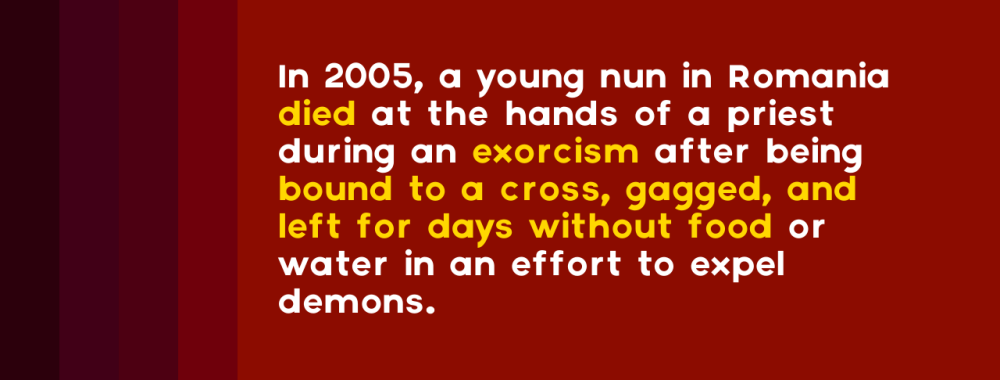 In 2005, a young nun in Romania
died at the hands of a priest
during an exorcism after being
bound to a cross, gagged, and
left for days without food or
water in an effort to expel
demons.